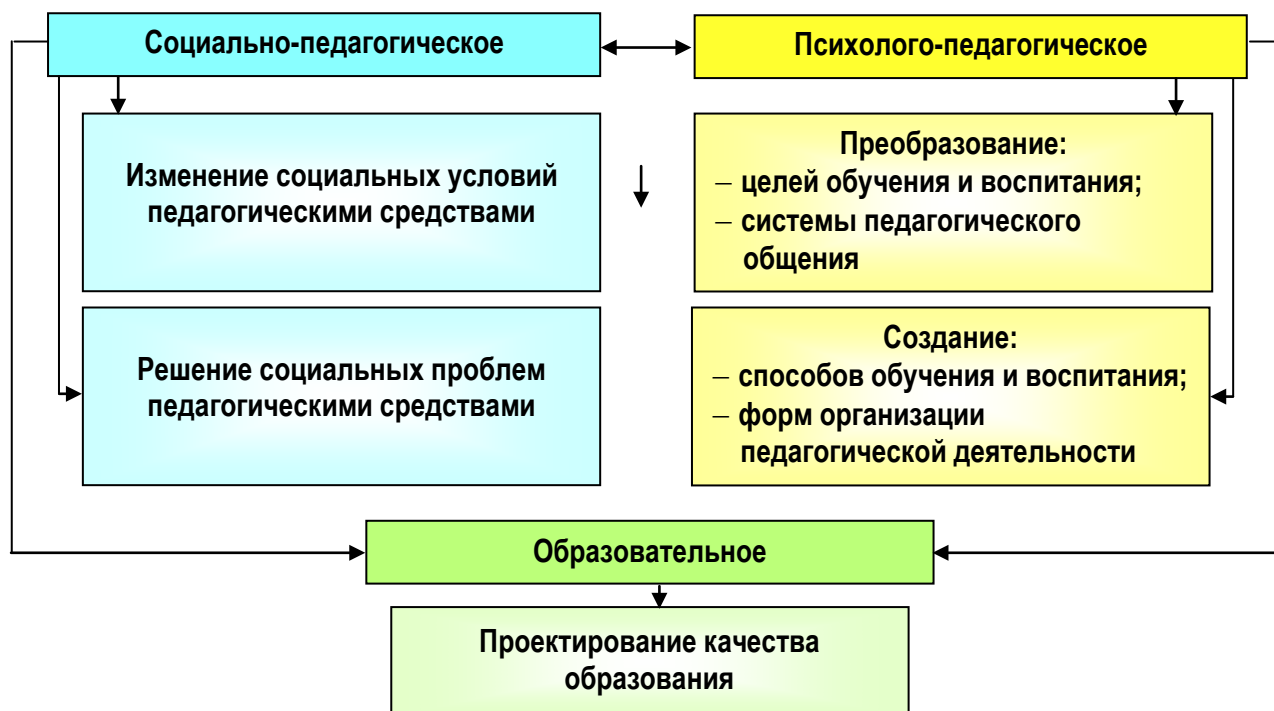 Социально-педагогическое
Психолого-педагогическое
Изменение социальных условий
педагогическими средствами
Преобразование:
– целей обучения и воспитания;
– системы педагогического
общения
Решение социальных проблем
педагогическими средствами
Создание:
– способов обучения и воспитания;
– форм организации
педагогической деятельности
Образовательное
Проектирование качества
образования